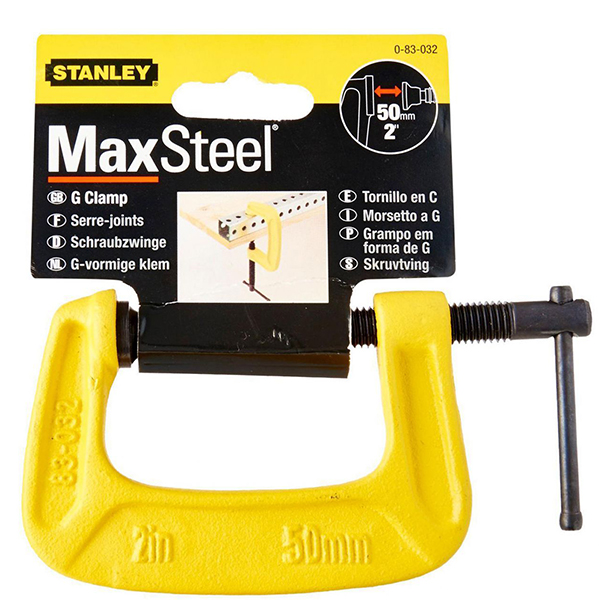 0-83-032
STANLEY®
50mm
2"
MaxSteel®
GB G Clamp
F Serre-joints
D Schraubzwinge
NL G-vormige klem
E Tornillo en C
I Morsetto a G
P Grampo em
forma de G
S Skruvtving
83-032
2in
50mm